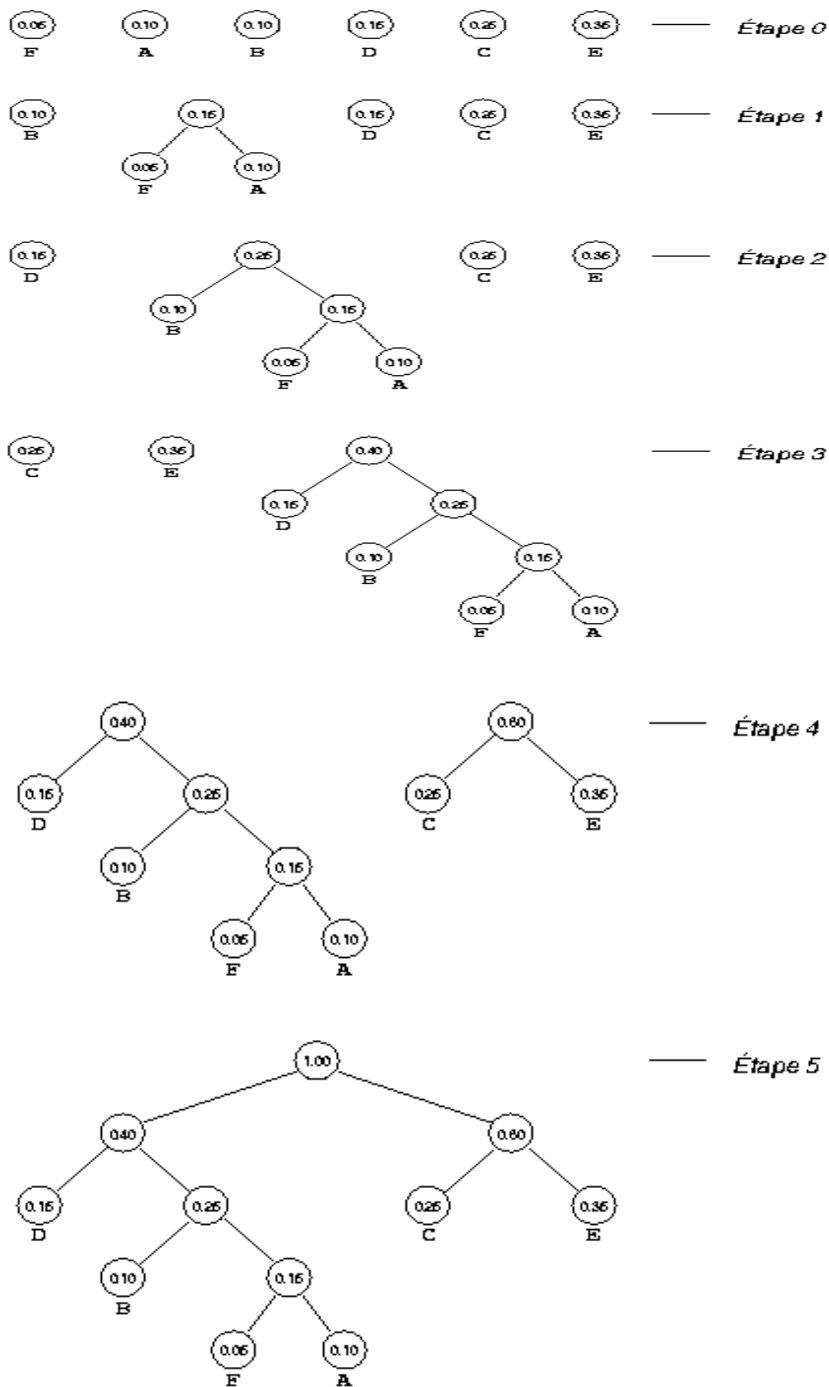 0.05 0.10 0.10 0.15 0.25 0.35 Étape 0
F A B D C E
0.10 0.15 0.15 0.25 0.35 Étape 1
B D C E
0.05 0.10
F A
0.15 0.25 0.25 0.35 Étape 2
D C E
0.10 0.15
B
0.05 0.10
F A
0.25 0.35 0.40 Étape 3
C E
0.15 0.25
D
0.10 0.15
B
0.05 0.10
F A
0.40 0.60 Étape 4
0.15 0.25 0.25 0.35
D C E
0.10 0.15
B
0.05 0.10
F A
1.00 Étape 5
0.40 0.60
0.15 0.25 0.25 0.35
D C E
0.10 0.15
B
0.05 0.10
F A